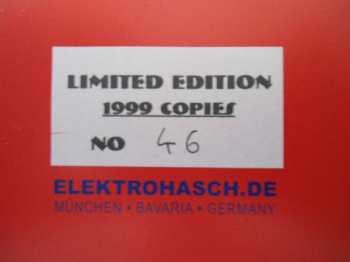 LIMITED EDITION
1999 COPIES
NO 46
ELEKTROHASCH.DE
MÜNCHEN • BAVARIA • GERMANY